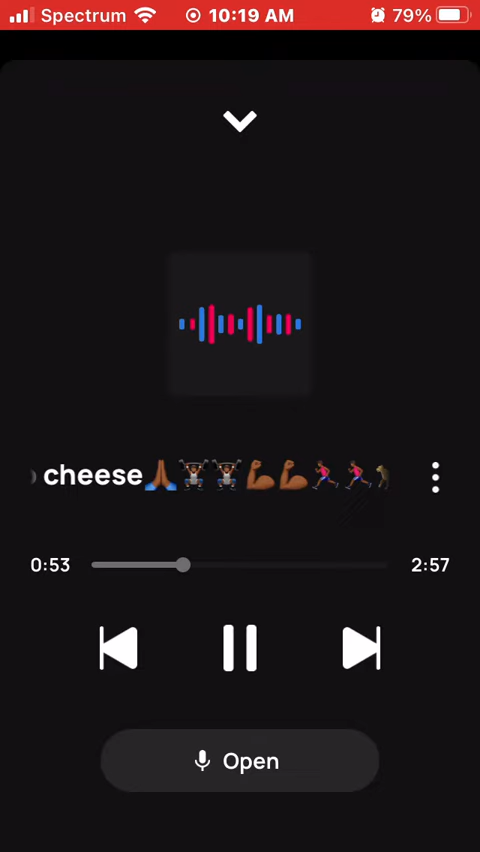 Spectrum 10:19 AM 79%
cheese🙏🏾🏋🏾🏋🏾💪🏾💪🏾🏃🏾🏃🏾
0:53 2:57
Open